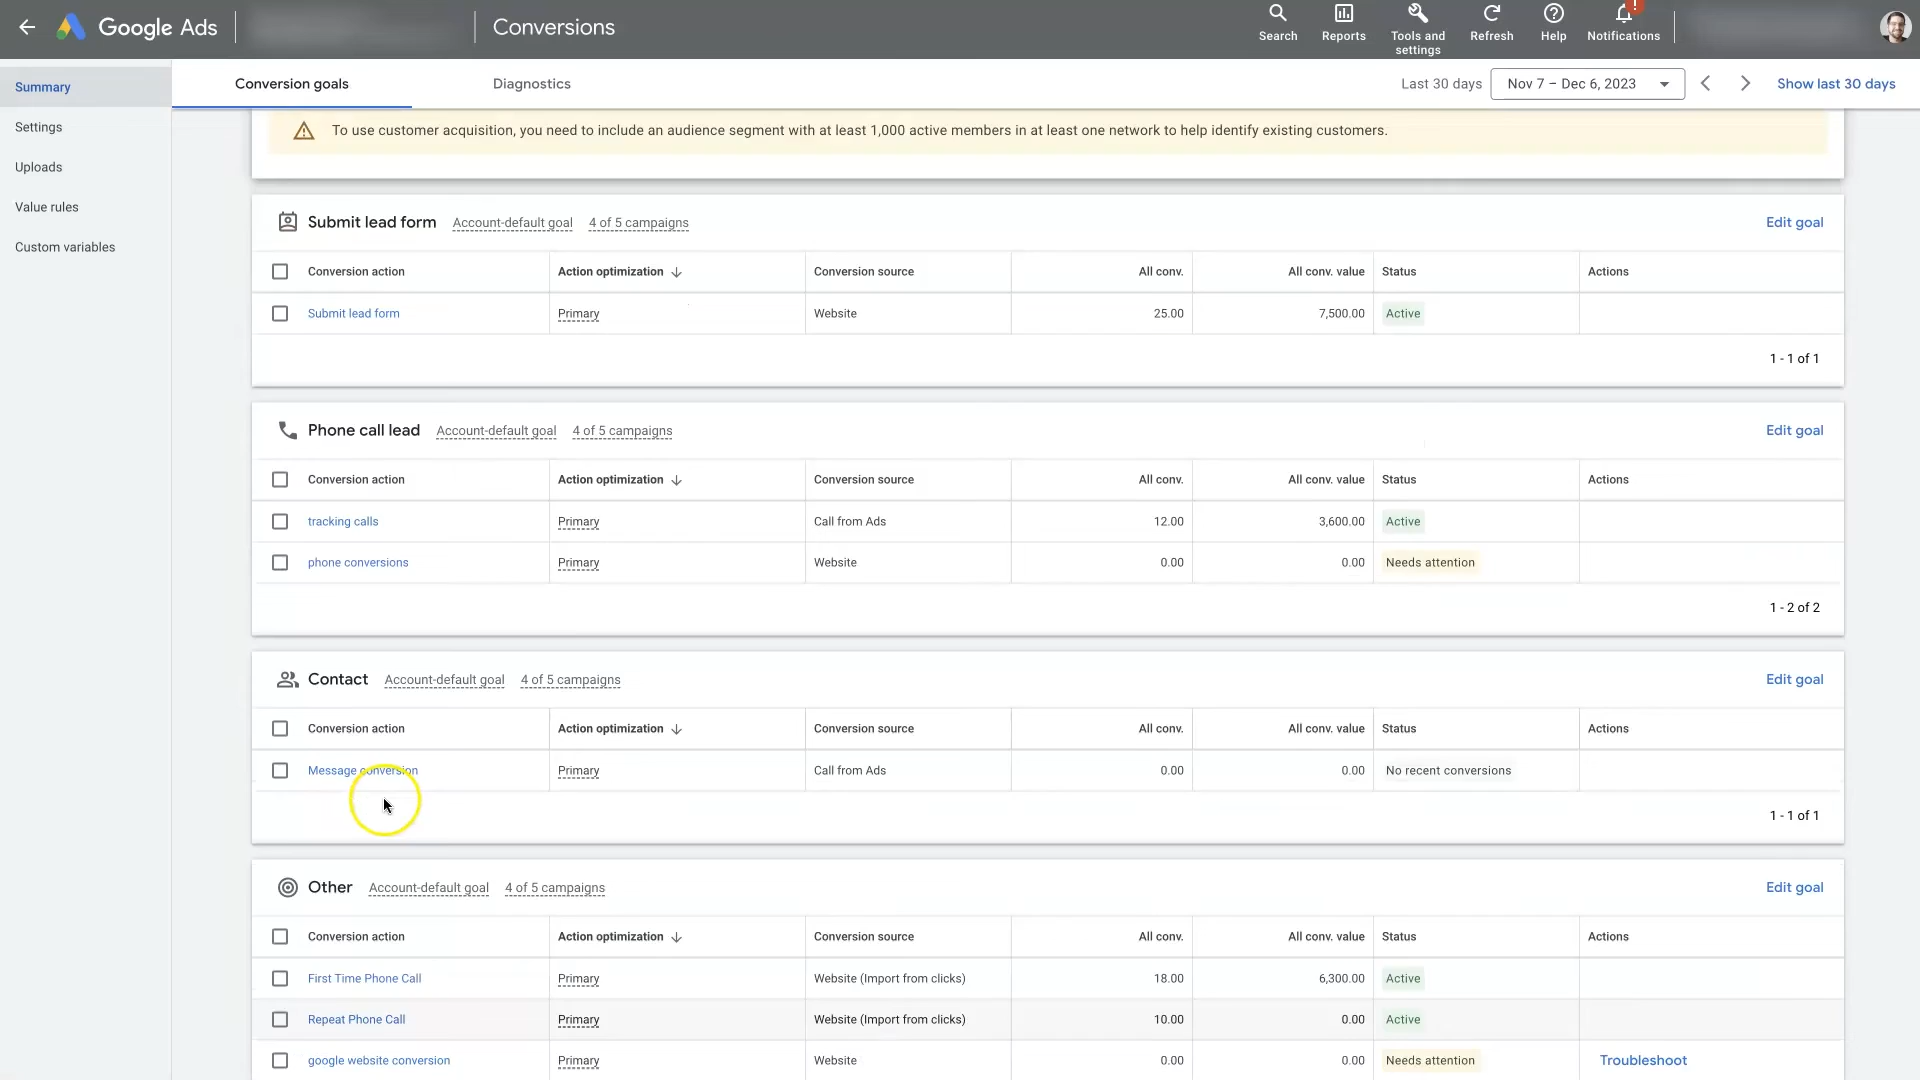 Google Ads
Conversions
Search
Reports
Tools and settings
Refresh
Help
Notifications
!
Summary
Settings
Uploads
Value rules
Custom variables
Conversion goals
Diagnostics
Last 30 days
Nov 7 – Dec 6, 2023
Show last 30 days
To use customer acquisition, you need to include an audience segment with at least 1,000 active members in at least one network to help identify existing customers.
Submit lead form Account-default goal 4 of 5 campaigns Edit goal
Conversion action Action optimization Conversion source All conv. All conv. value Status Actions
Submit lead form Primary Website 25.00 7,500.00 Active
1 - 1 of 1
Phone call lead Account-default goal 4 of 5 campaigns Edit goal
Conversion action Action optimization Conversion source All conv. All conv. value Status Actions
tracking calls Primary Call from Ads 12.00 3,600.00 Active
phone conversions Primary Website 0.00 0.00 Needs attention
1 - 2 of 2
Contact Account-default goal 4 of 5 campaigns Edit goal
Conversion action Action optimization Conversion source All conv. All conv. value Status Actions
Message conversion Primary Call from Ads 0.00 0.00 No recent conversions
1 - 1 of 1
Other Account-default goal 4 of 5 campaigns Edit goal
Conversion action Action optimization Conversion source All conv. All conv. value Status Actions
First Time Phone Call Primary Website (Import from clicks) 18.00 6,300.00 Active
Repeat Phone Call Primary Website (Import from clicks) 10.00 0.00 Active
google website conversion Primary Website 0.00 0.00 Needs attention Troubleshoot